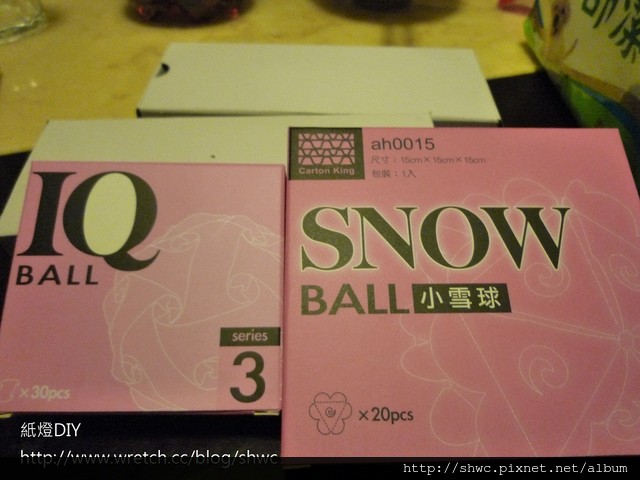 IQ
BALL
series
3
×30pcs
Carton King
ah0015
尺寸：15cm×15cm×15cm
包裝：1入
SNOW
BALL 小雪球
×20pcs
紙燈DIY
http://www.wretch.cc/blog/shwc
http://shwc.pixnet.net/album